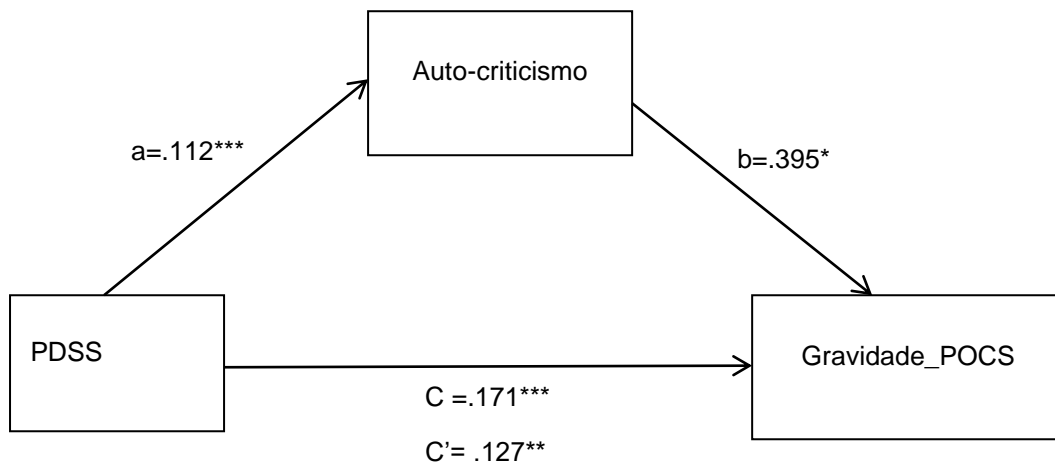 Auto-criticismo
a=.112***
b=.395*
PDSS
Gravidade_POCS
C =.171***
C’= .127**